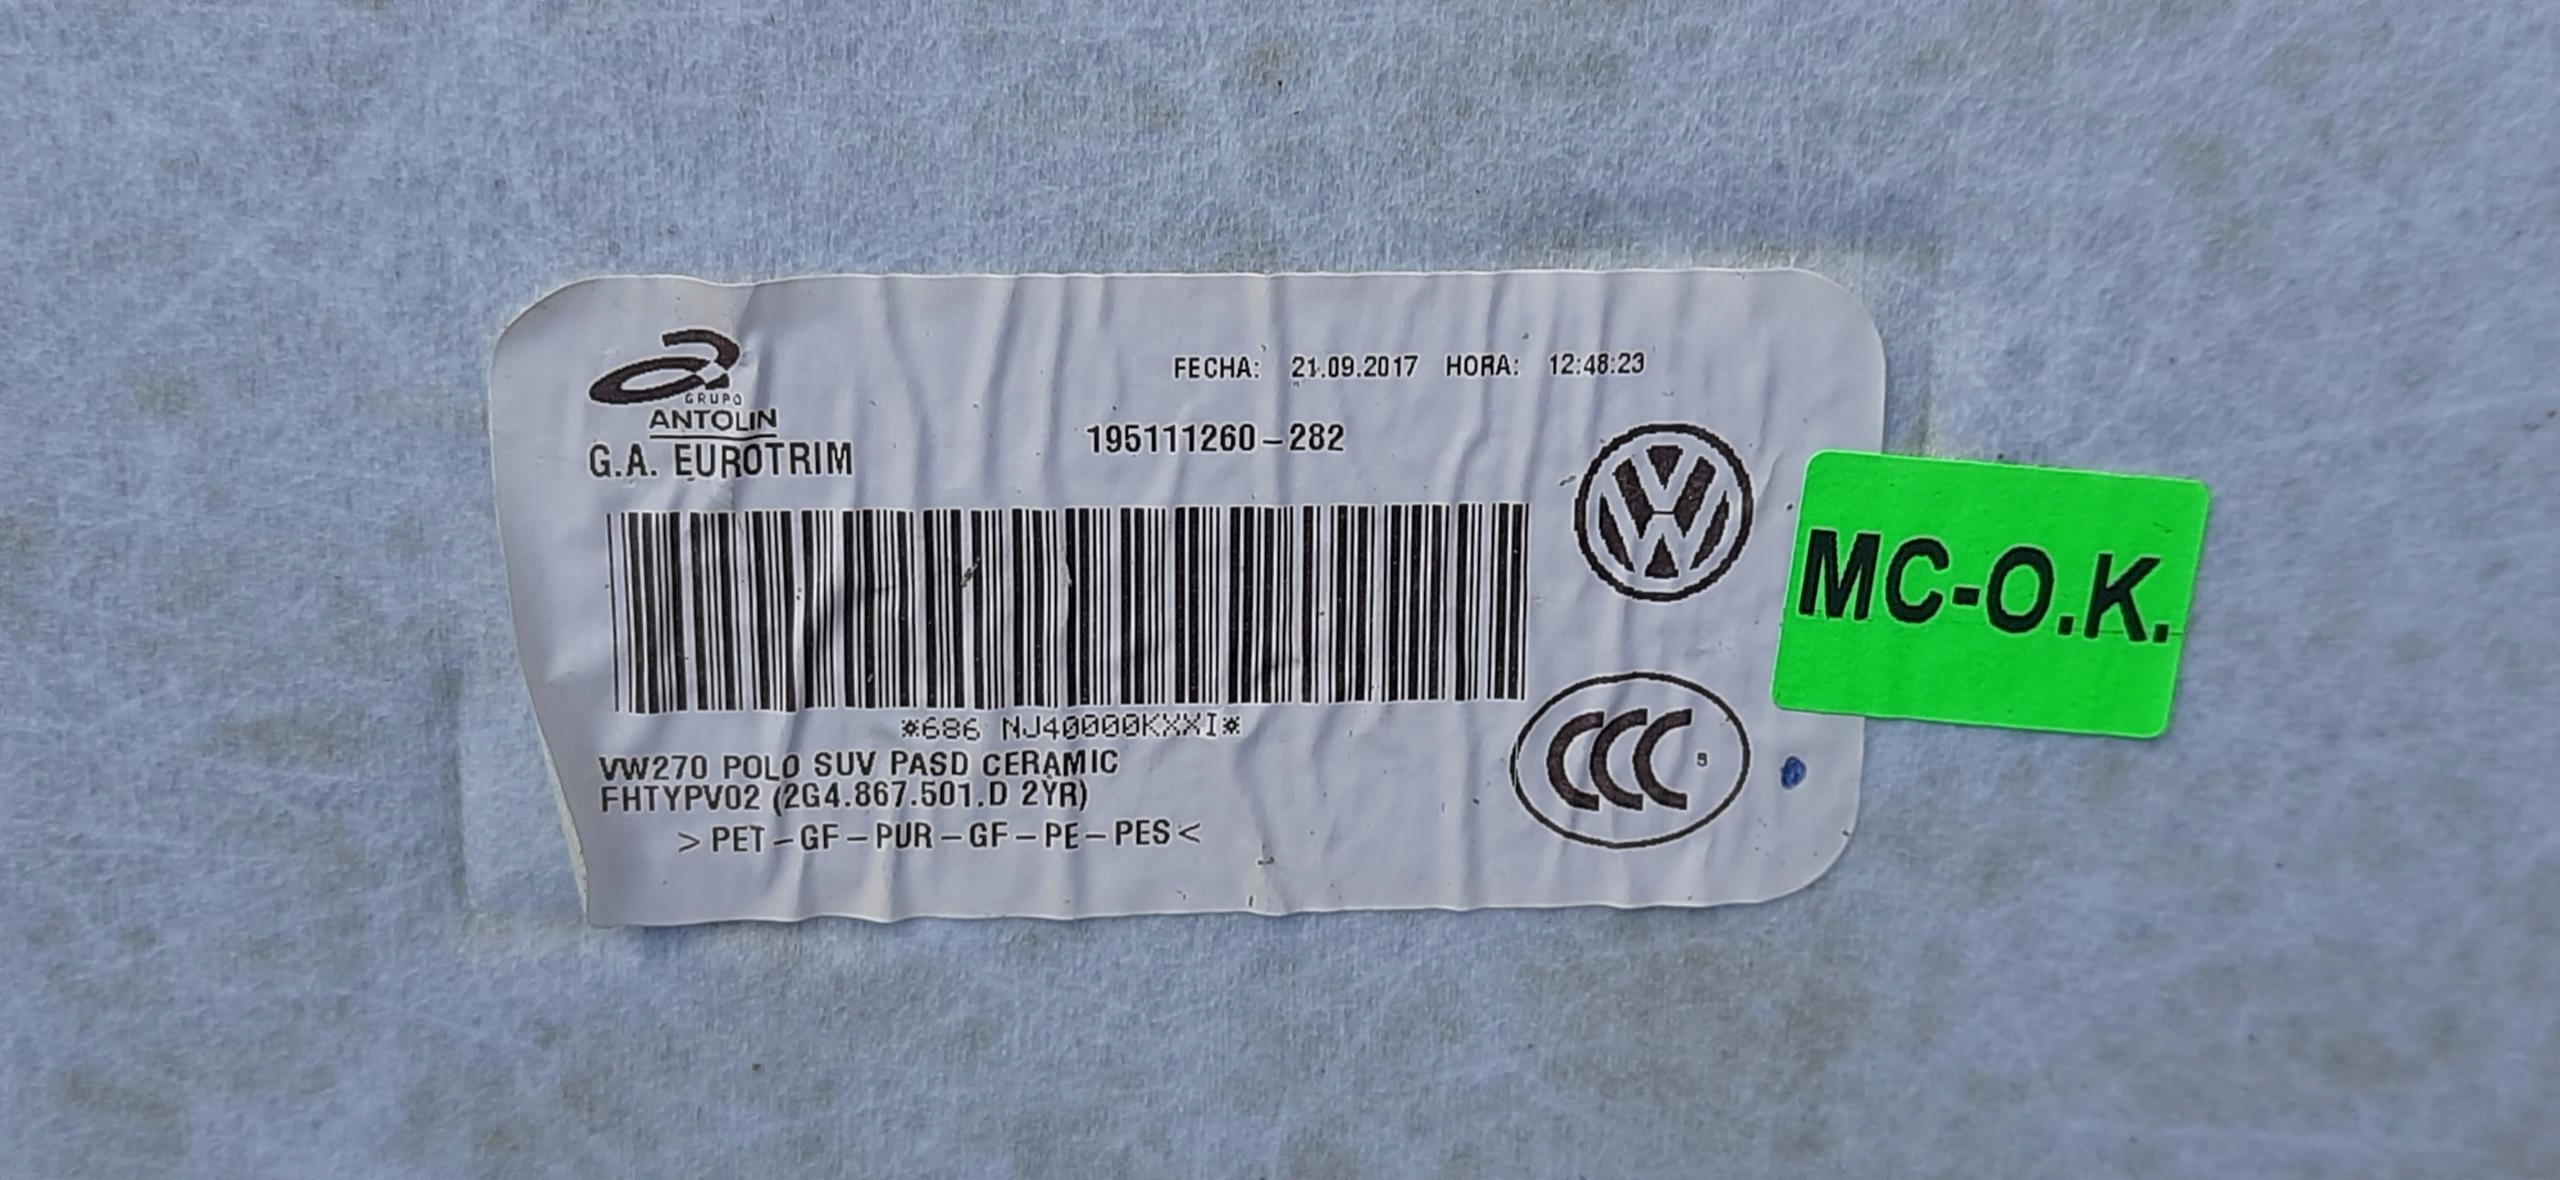 GRUPO
ANTOLIN
G.A. EUROTRIM
FECHA: 21.09.2017 HORA: 12:48:23
195111260-282
*686 NJ40000KXXI*
VW270 POLO SUV PASD CERAMIC
FHTYPV02 (2G4.867.501.D 2YR)
>PET-GF-PUR-GF-PE-PES<
VW
CCC S
MC-O.K.